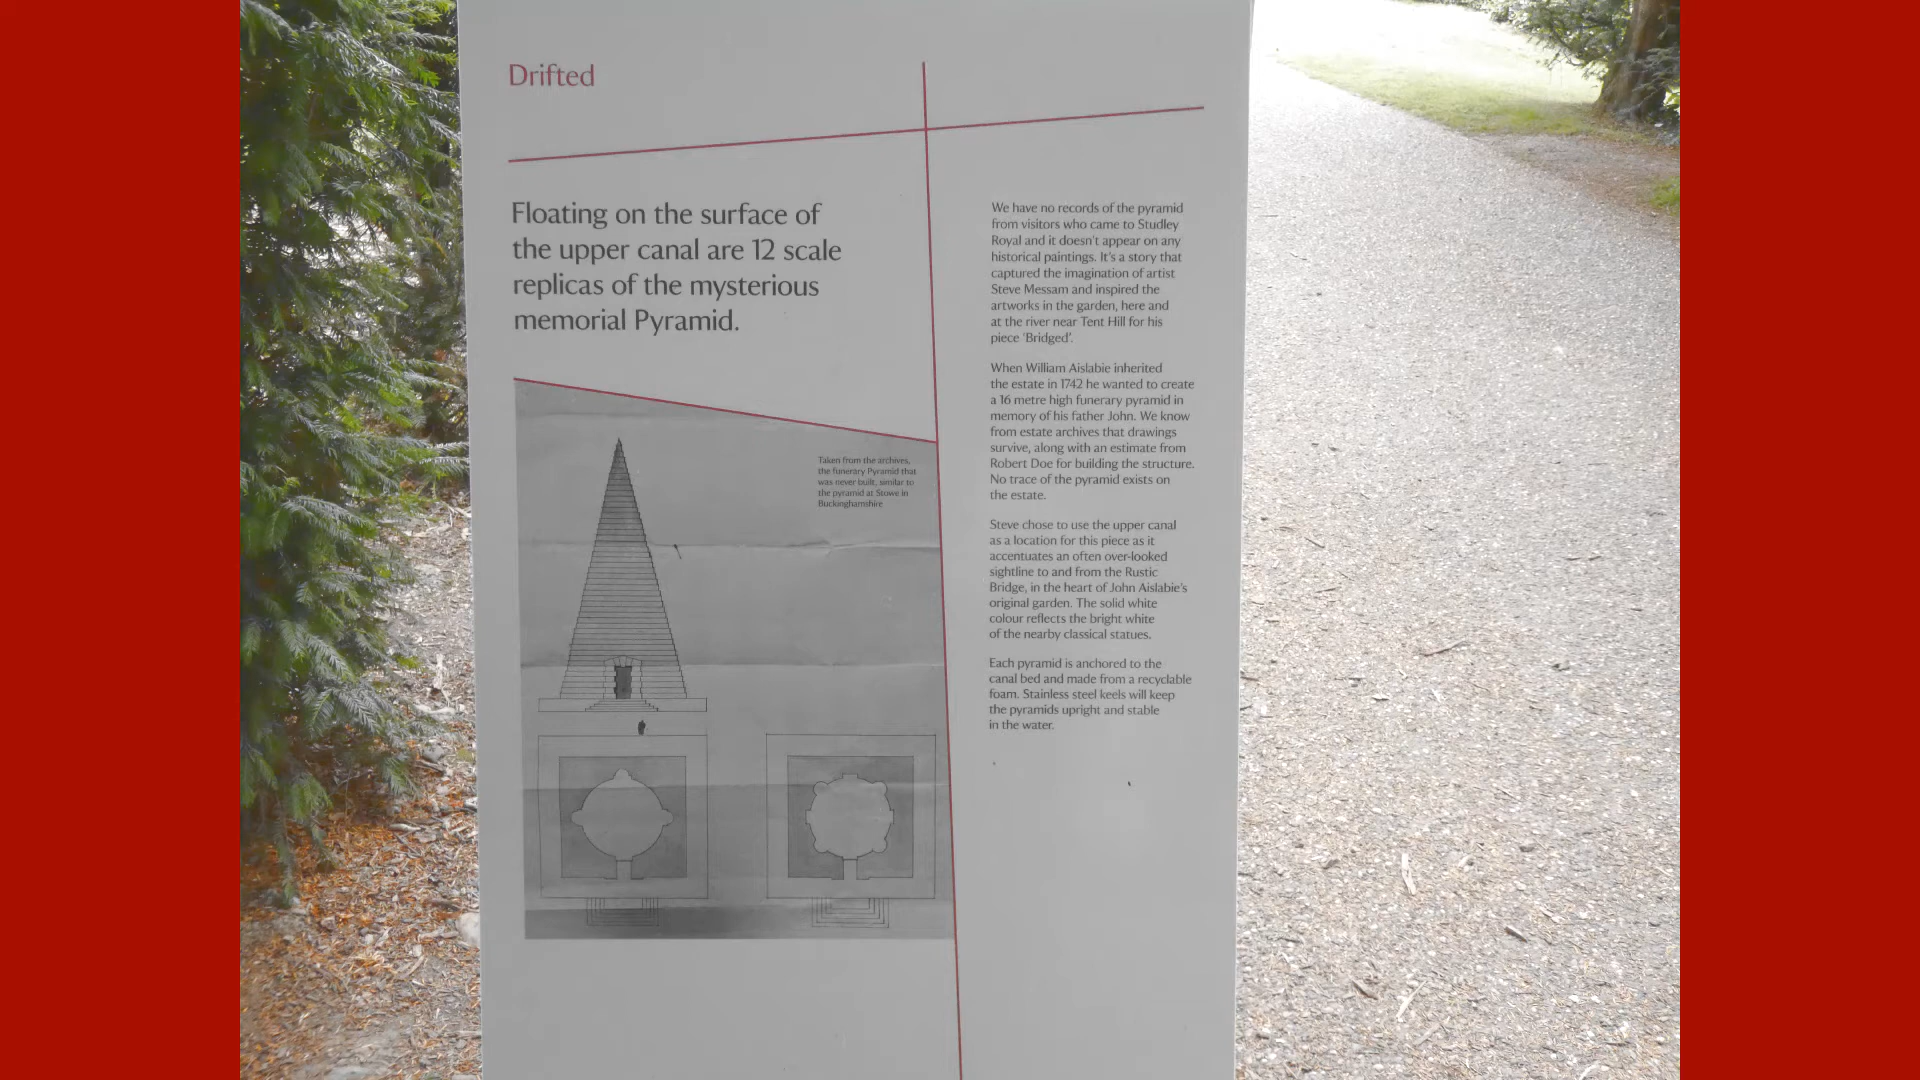 Drifted
Floating on the surface of
the upper canal are 12 scale
replicas of the mysterious
memorial Pyramid.
Taken from the archives,
the funerary Pyramid that
was never built, similar to
the pyramid at Stowe in
Buckinghamshire
We have no records of the pyramid
from visitors who came to Studley
Royal and it doesn't appear on any
historical paintings. It's a story that
captured the imagination of artist
Steve Messam and inspired the
artworks in the garden, here and
at the river near Tent Hill for his
piece 'Bridged'.
When William Aislabie inherited
the estate in 1742 he wanted to create
a 16 metre high funerary pyramid in
memory of his father John. We know
from estate archives that drawings
survive, along with an estimate from
Robert Doe for building the structure.
No trace of the pyramid exists on
the estate.
Steve chose to use the upper canal
as a location for this piece as it
accentuates an often over-looked
sightline to and from the Rustic
Bridge, in the heart of John Aislabie's
original garden. The solid white
colour reflects the bright white
of the nearby classical statues.
Each pyramid is anchored to the
canal bed and made from a recyclable
foam. Stainless steel keels will keep
the pyramids upright and stable
in the water.